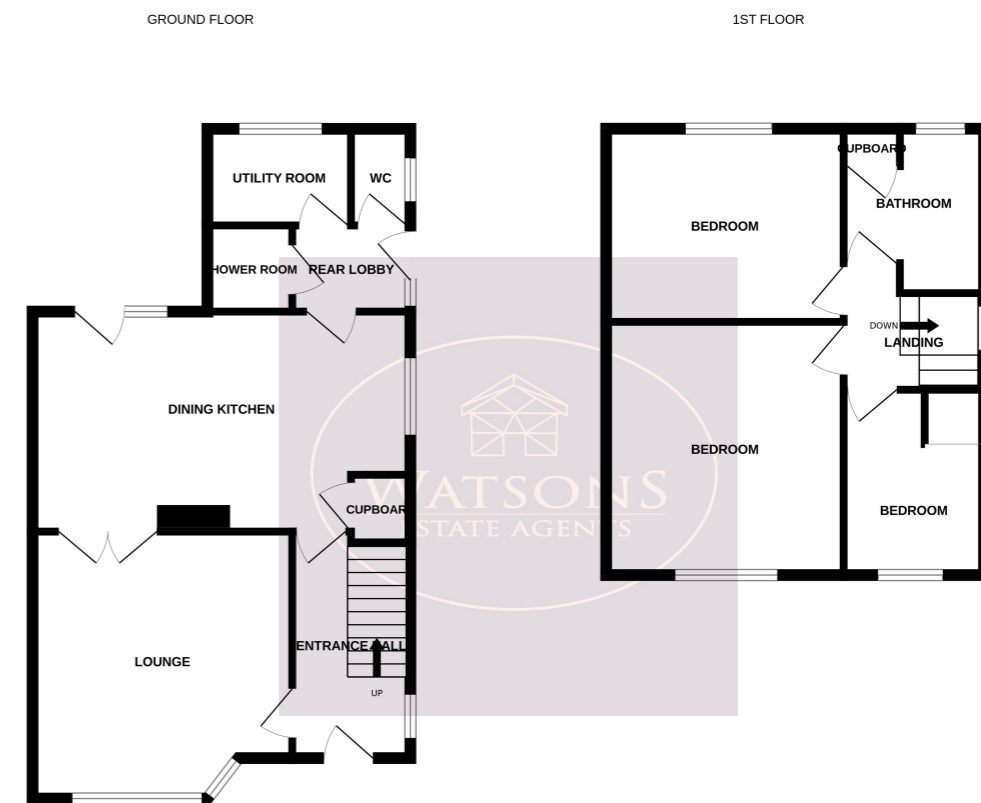 GROUND FLOOR
1ST FLOOR
UTILITY ROOM
WC
HOWER ROOM
REAR LOBBY
DINING KITCHEN
CUPBOAR
LOUNGE
ENTRANCE HALL
UP
CUPBOARD
BATHROOM
BEDROOM
DOWN
LANDING
BEDROOM
BEDROOM
WATSONS
ESTATE AGENTS